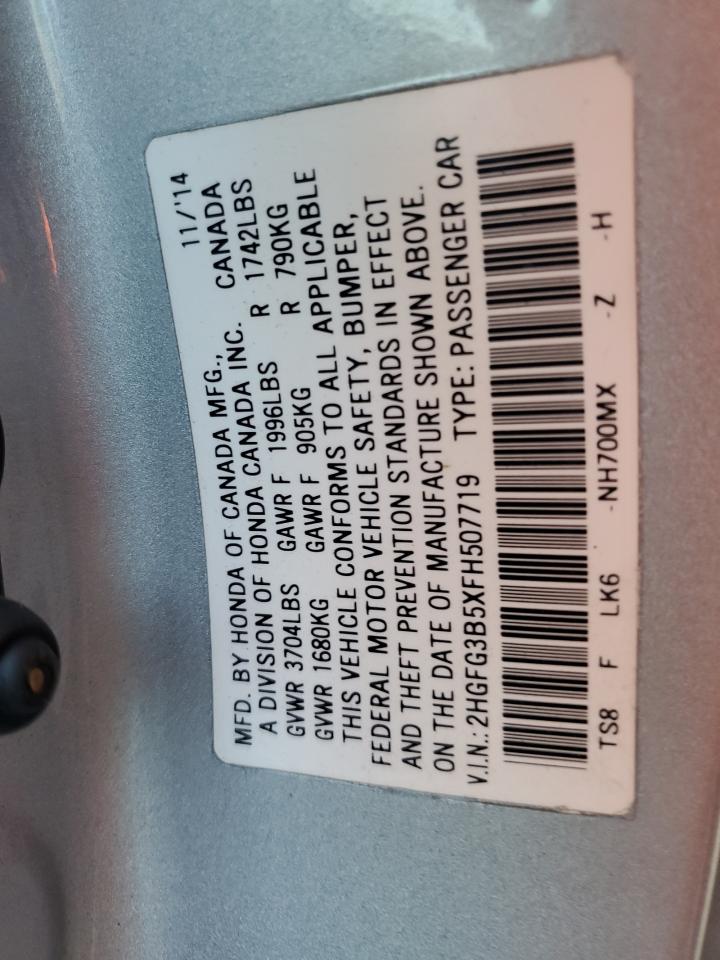 11/'14
MFD. BY HONDA OF CANADA MFG.,
A DIVISION OF HONDA CANADA INC. CANADA
GVWR 3704LBS GAWR F 1996LBS R 1742LBS
GVWR 1680KG GAWR F 905KG R 790KG
THIS VEHICLE CONFORMS TO ALL APPLICABLE
FEDERAL MOTOR VEHICLE SAFETY, BUMPER,
AND THEFT PREVENTION STANDARDS IN EFFECT
ON THE DATE OF MANUFACTURE SHOWN ABOVE.
V.I.N.: 2HGFG3B5XFH507719 TYPE: PASSENGER CAR
TS8 F LK6 -NH700MX -Z -H